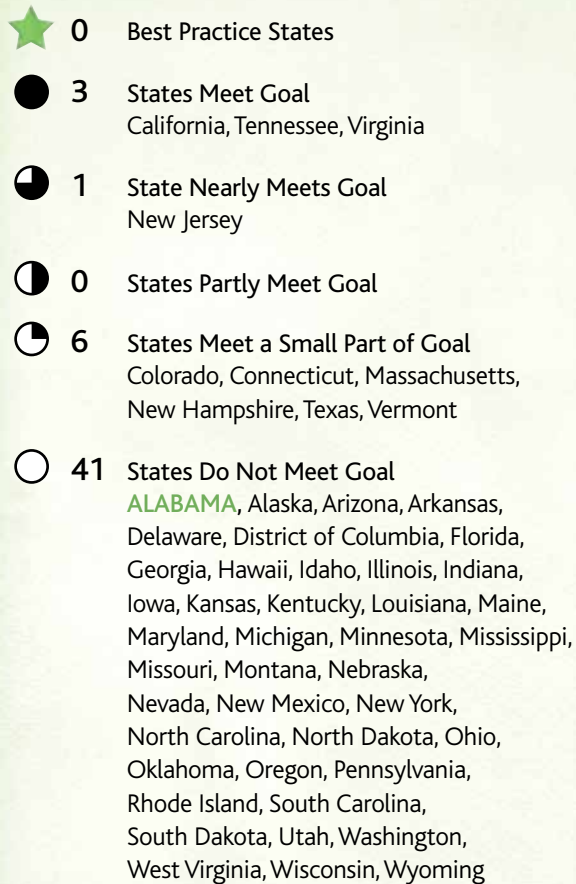 0 Best Practice States
3 States Meet Goal
California, Tennessee, Virginia
1 State Nearly Meets Goal
New Jersey
0 States Partly Meet Goal
6 States Meet a Small Part of Goal
Colorado, Connecticut, Massachusetts,
New Hampshire, Texas, Vermont
41 States Do Not Meet Goal
ALABAMA, Alaska, Arizona, Arkansas,
Delaware, District of Columbia, Florida,
Georgia, Hawaii, Idaho, Illinois, Indiana,
Iowa, Kansas, Kentucky, Louisiana, Maine,
Maryland, Michigan, Minnesota, Mississippi,
Missouri, Montana, Nebraska,
Nevada, New Mexico, New York,
North Carolina, North Dakota, Ohio,
Oklahoma, Oregon, Pennsylvania,
Rhode Island, South Carolina,
South Dakota, Utah, Washington,
West Virginia, Wisconsin, Wyoming